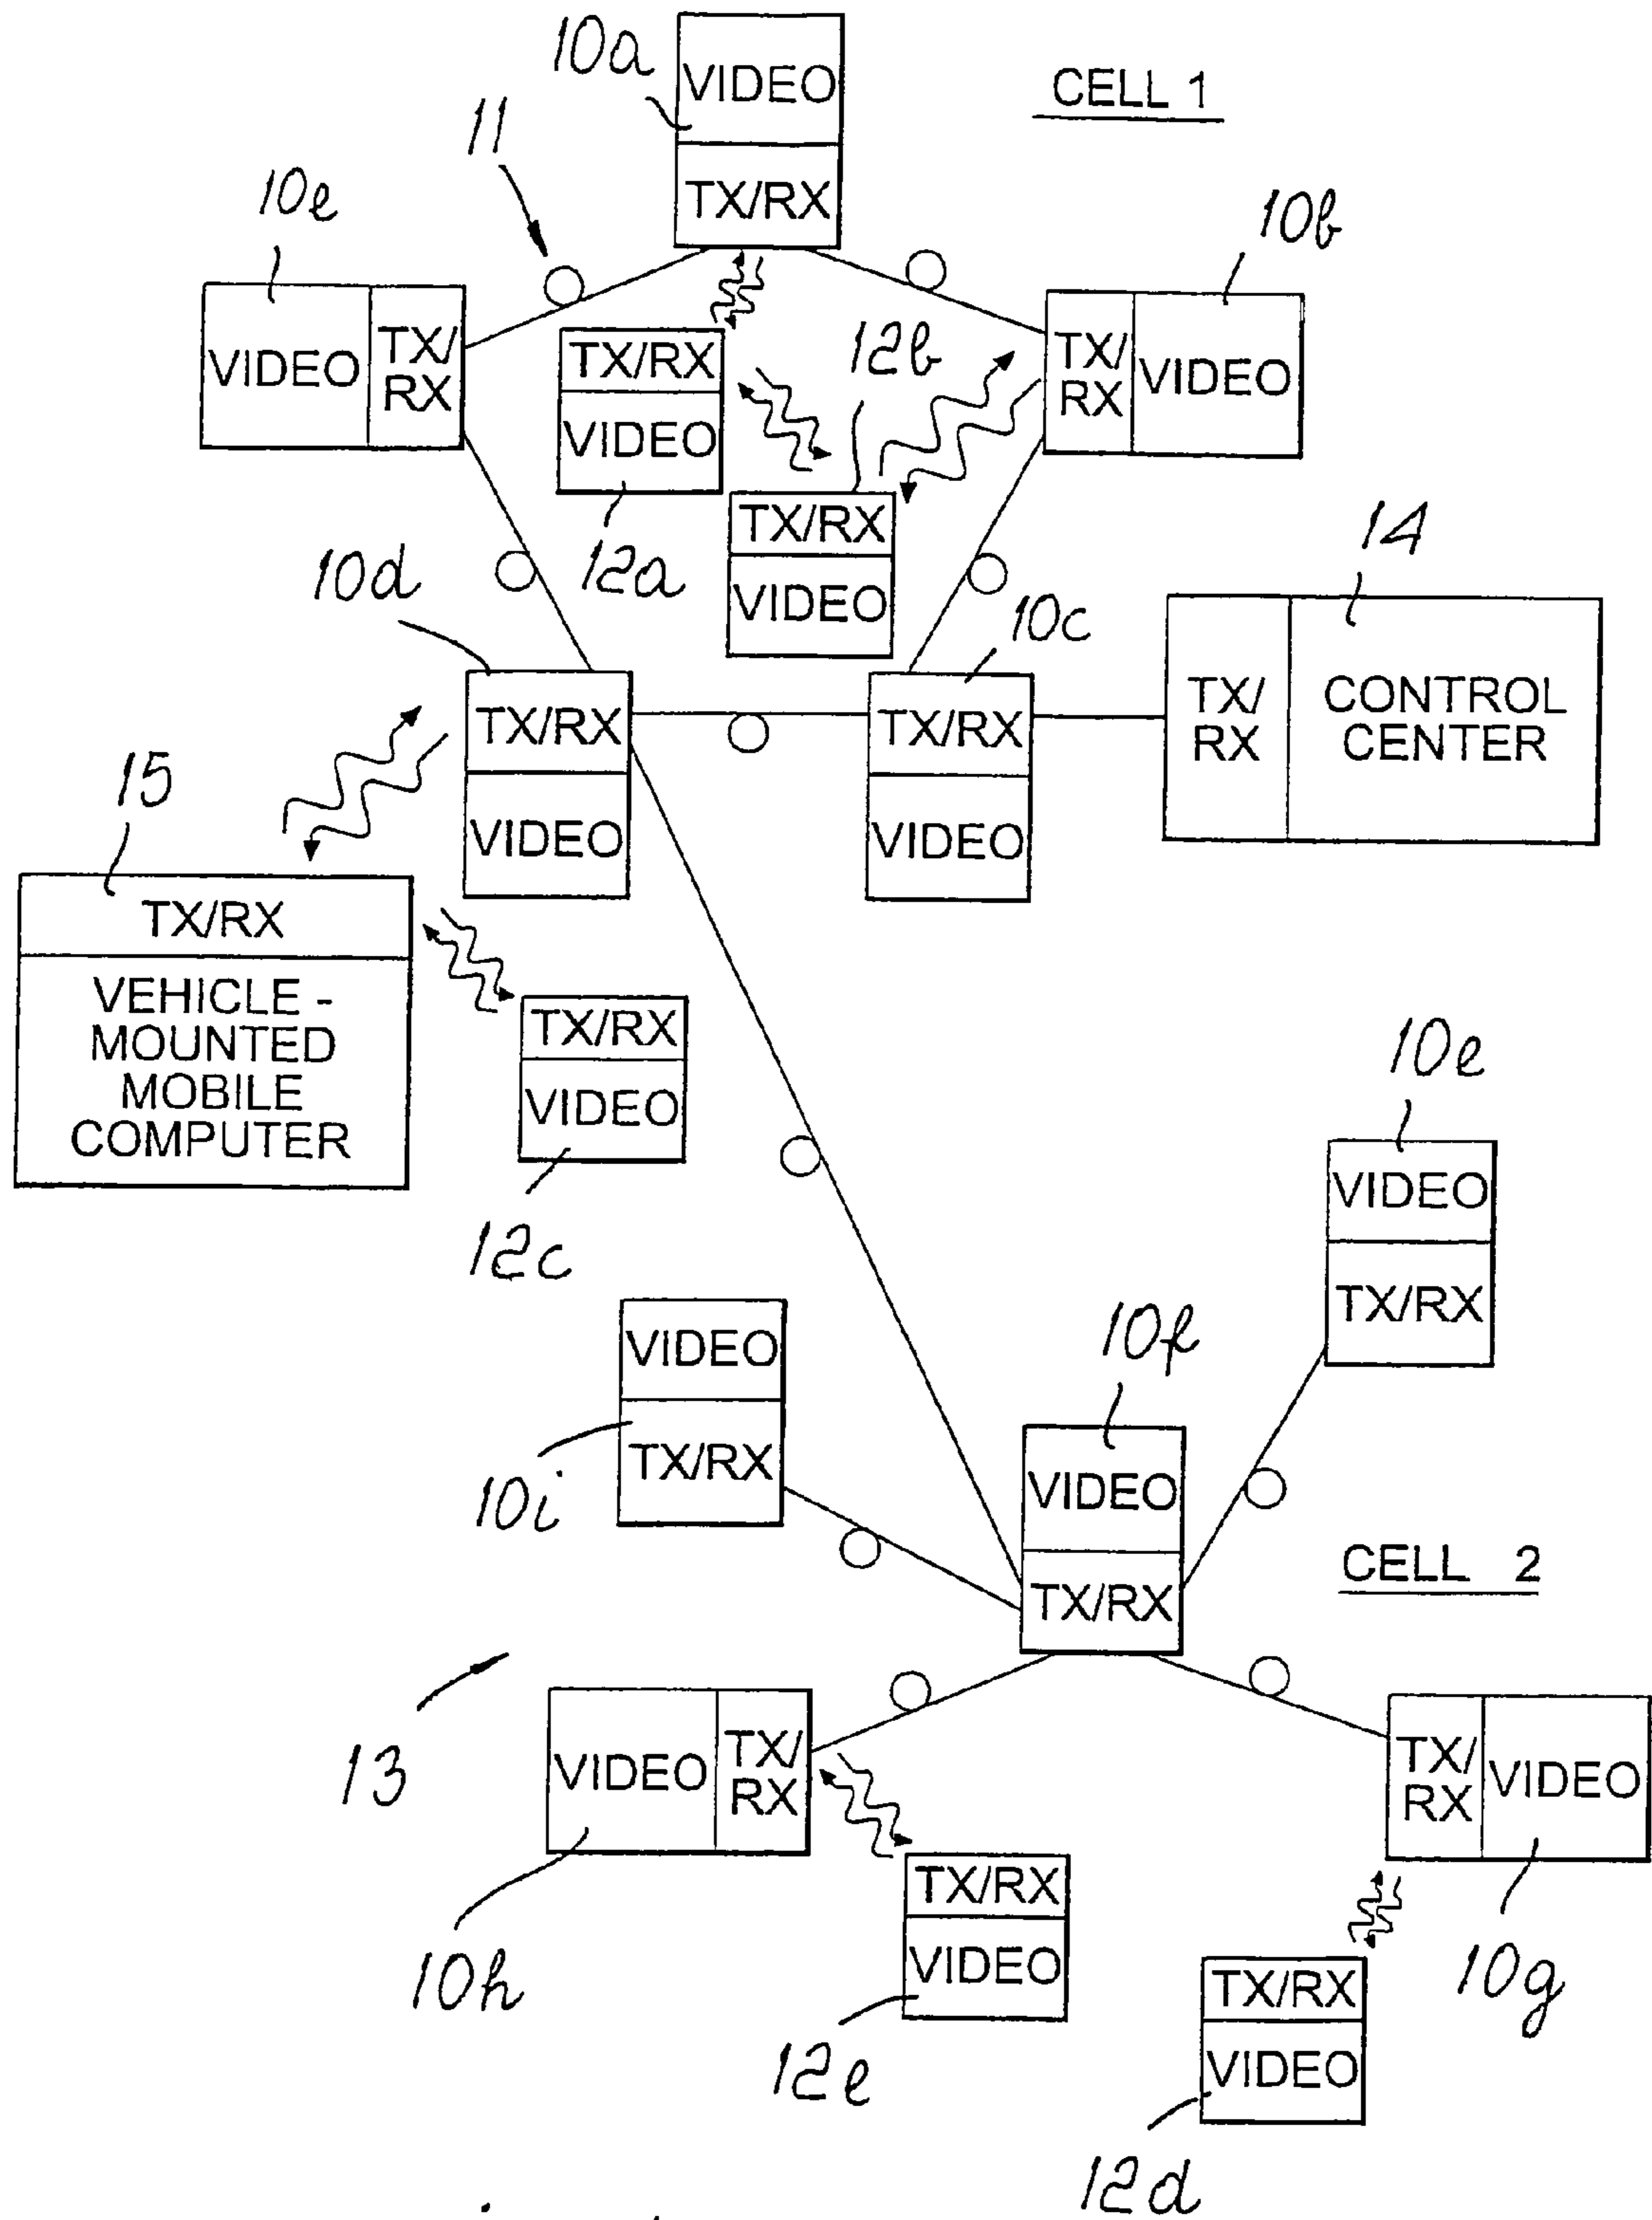 10a
VIDEO
TX/RX
CELL 1
11
10e
VIDEO
TX/
RX
10b
TX/
RX
VIDEO
TX/RX
VIDEO
12a
12b
TX/RX
VIDEO
14
TX/
RX
CONTROL
CENTER
10d
TX/RX
VIDEO
10c
TX/RX
VIDEO
15
TX/RX
VEHICLE -
MOUNTED
MOBILE
COMPUTER
TX/RX
VIDEO
12c
10e
VIDEO
TX/RX
VIDEO
TX/RX
10i
10f
VIDEO
TX/RX
CELL 2
13
VIDEO
TX/
RX
10h
TX/
RX
VIDEO
10g
TX/RX
VIDEO
12e
TX/RX
VIDEO
12d